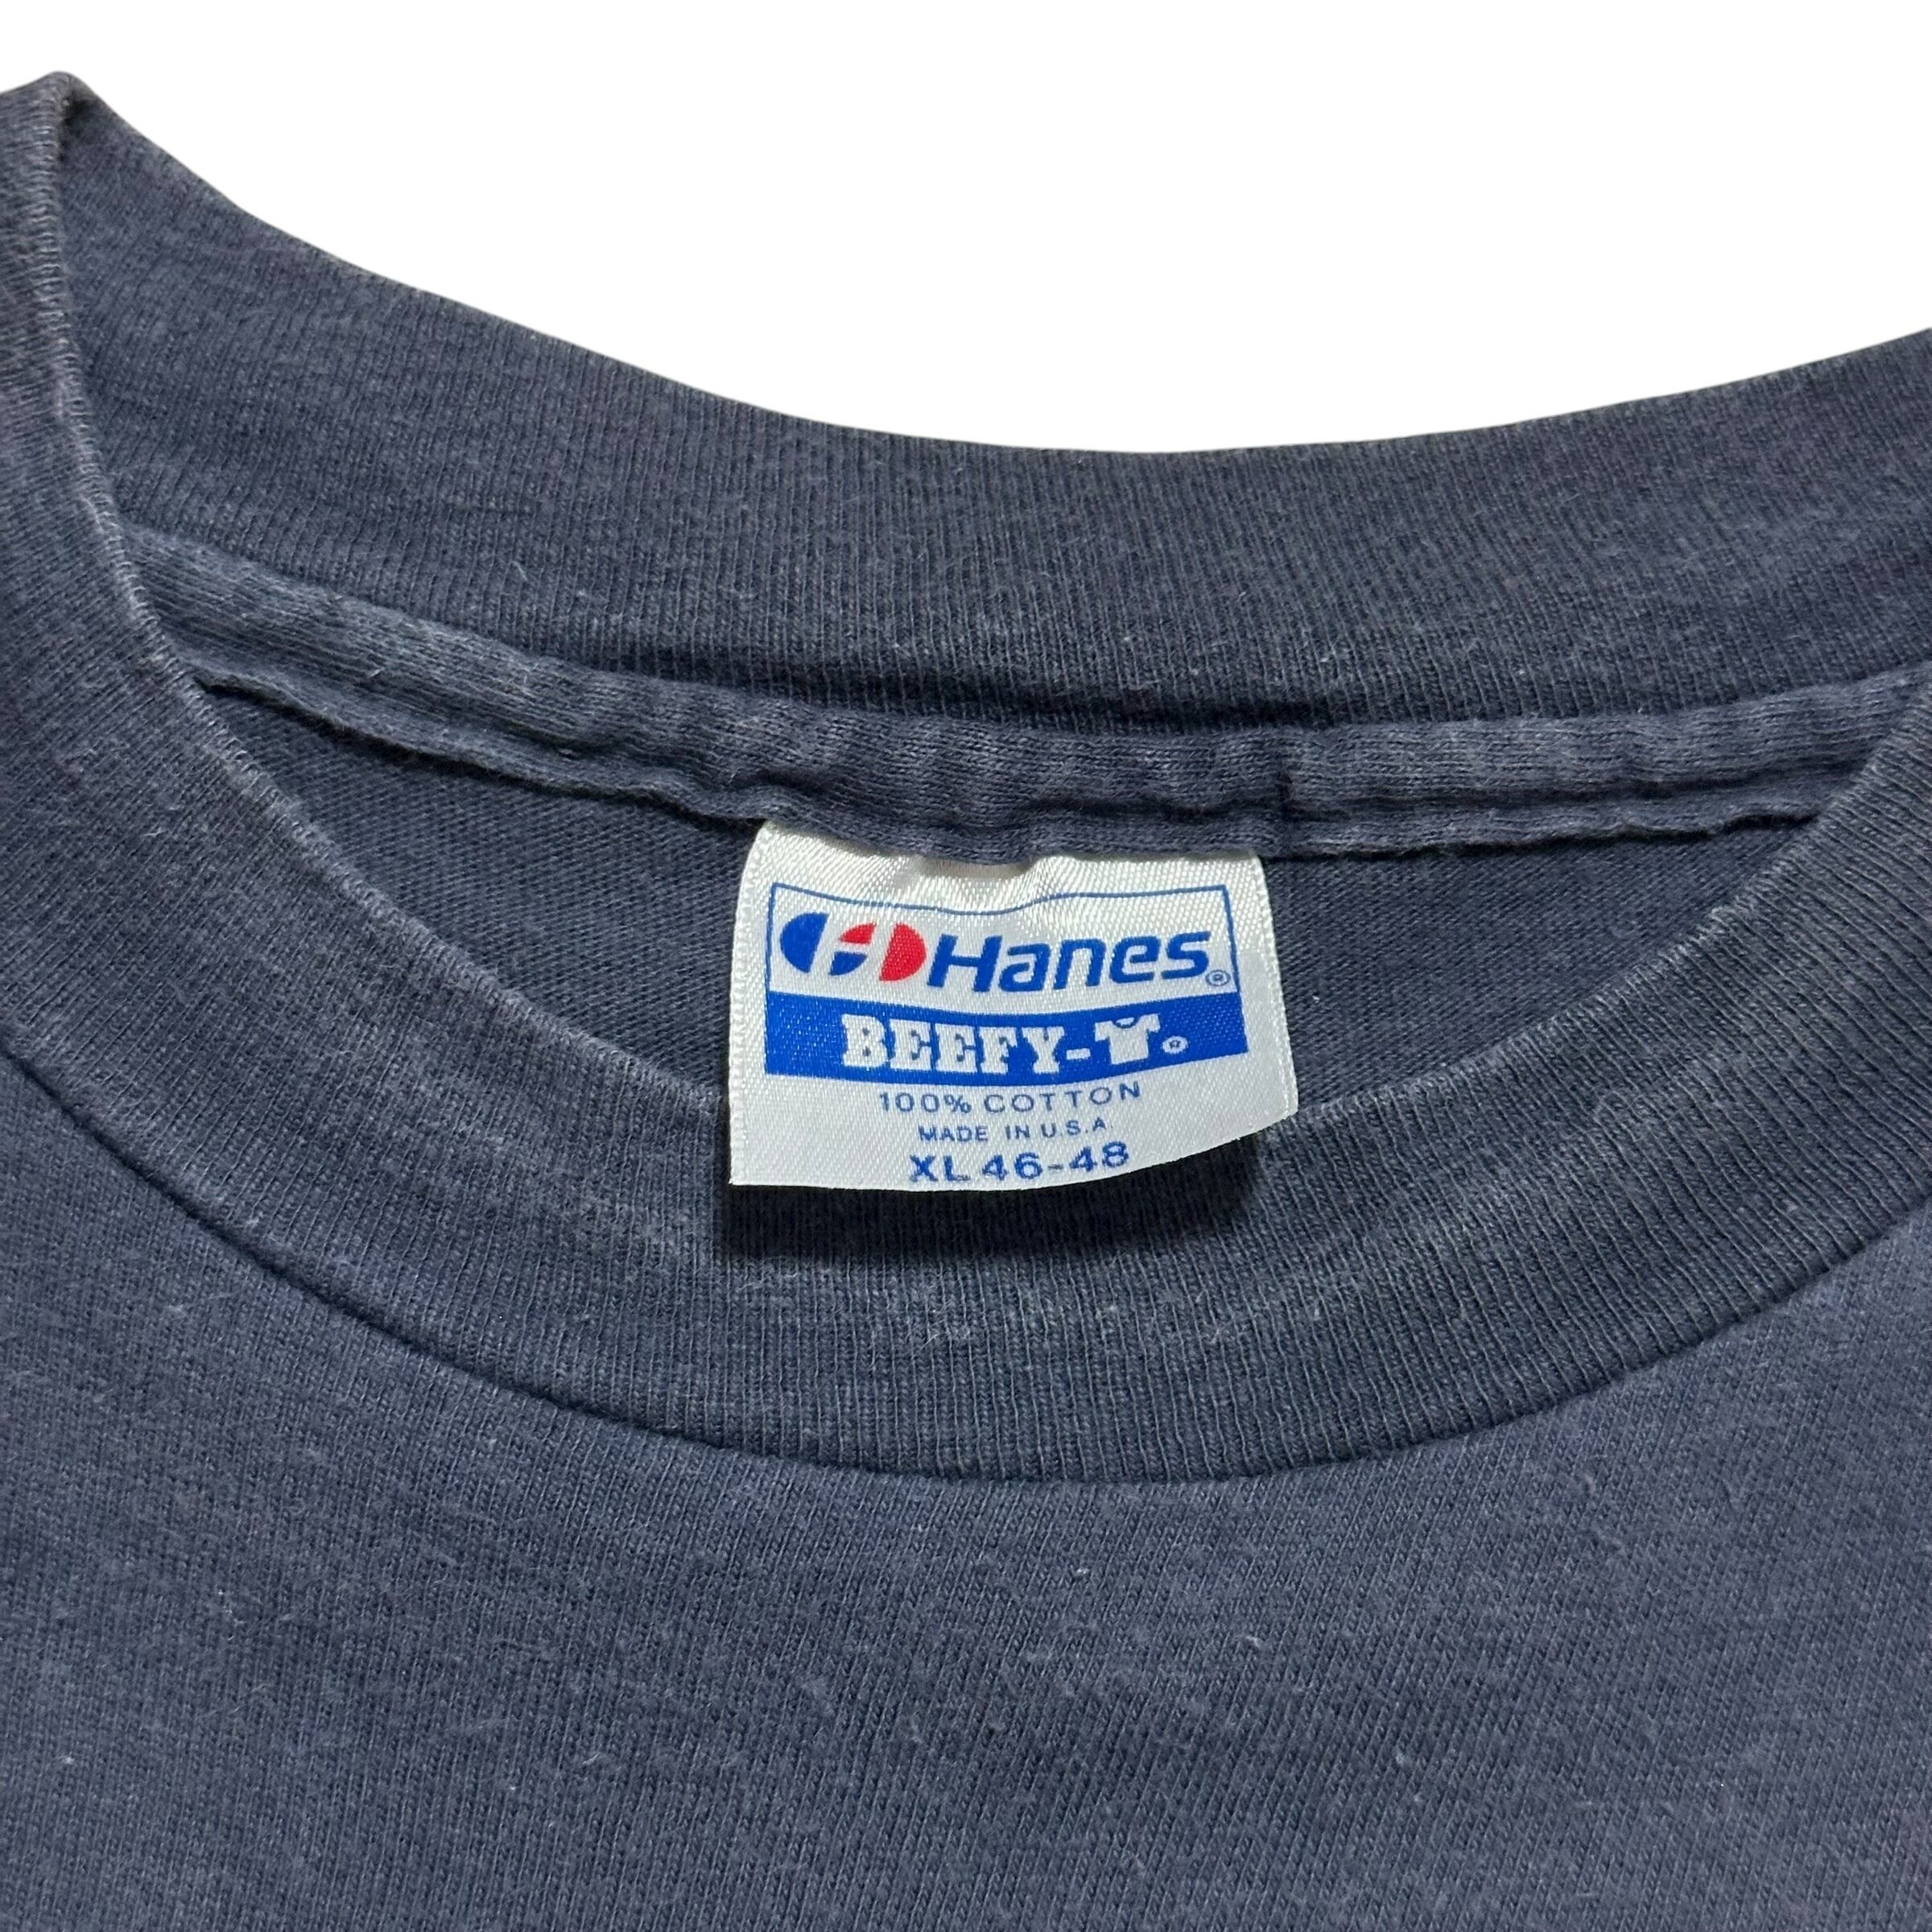 Hanes®
BEEFY-T®
100% COTTON
MADE IN U.S.A.
XL 46-48